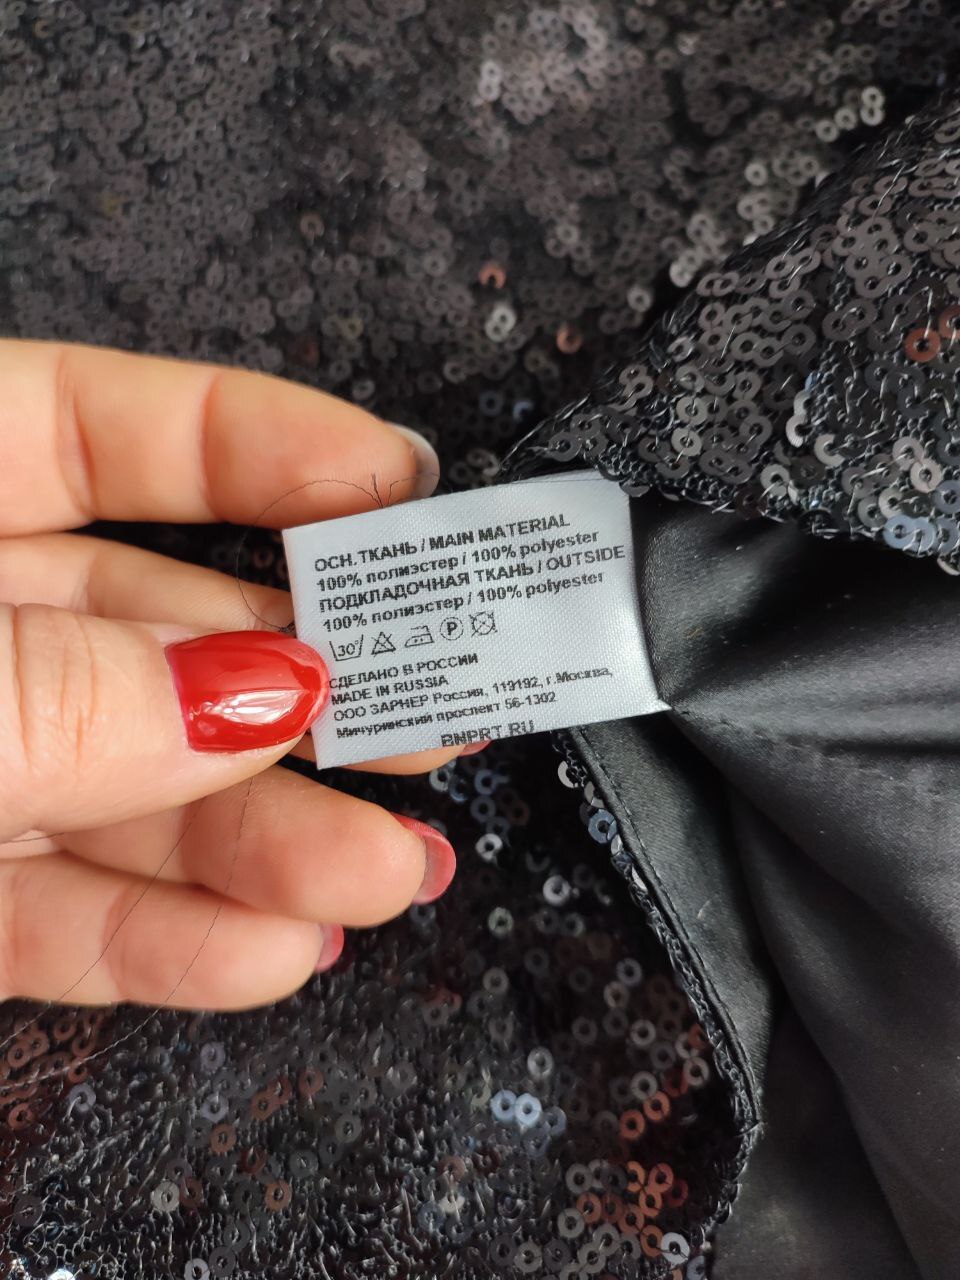 ОСН.ТКАНЬ / MAIN MATERIAL
100% полиэстер / 100% polyester
ПОДКЛАДОЧНАЯ ТКАНЬ / OUTSIDE
100% полиэстер / 100% polyester
30° P
СДЕЛАНО В РОССИИ
MADE IN RUSSIA
ООО ЗАРНЕР Россия, 119192, г.Москва,
Мичуринский проспект 56-1302
BNPRT.RU